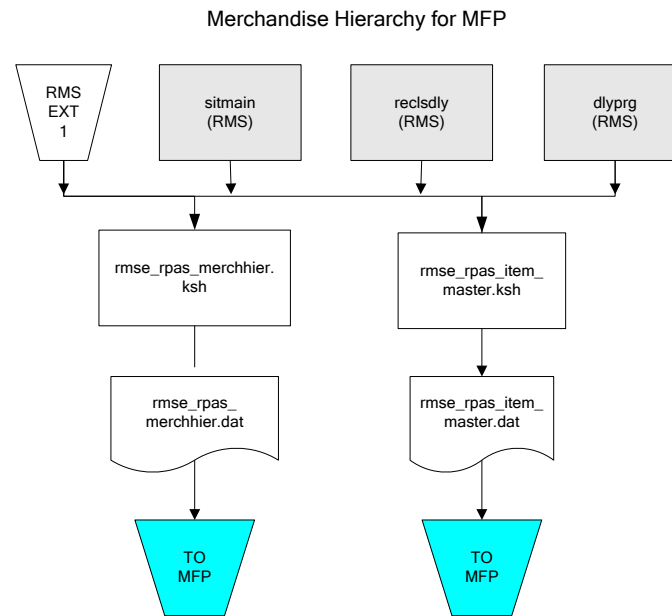 Merchandise Hierarchy for MFP
RMS
EXT
1
sitmain
(RMS)
reclsdly
(RMS)
dlyprg
(RMS)
rmse_rpas_merchhier.
ksh
rmse_rpas_item_
master.ksh
rmse_rpas_
merchhier.dat
rmse_rpas_item_
master.dat
TO
MFP
TO
MFP